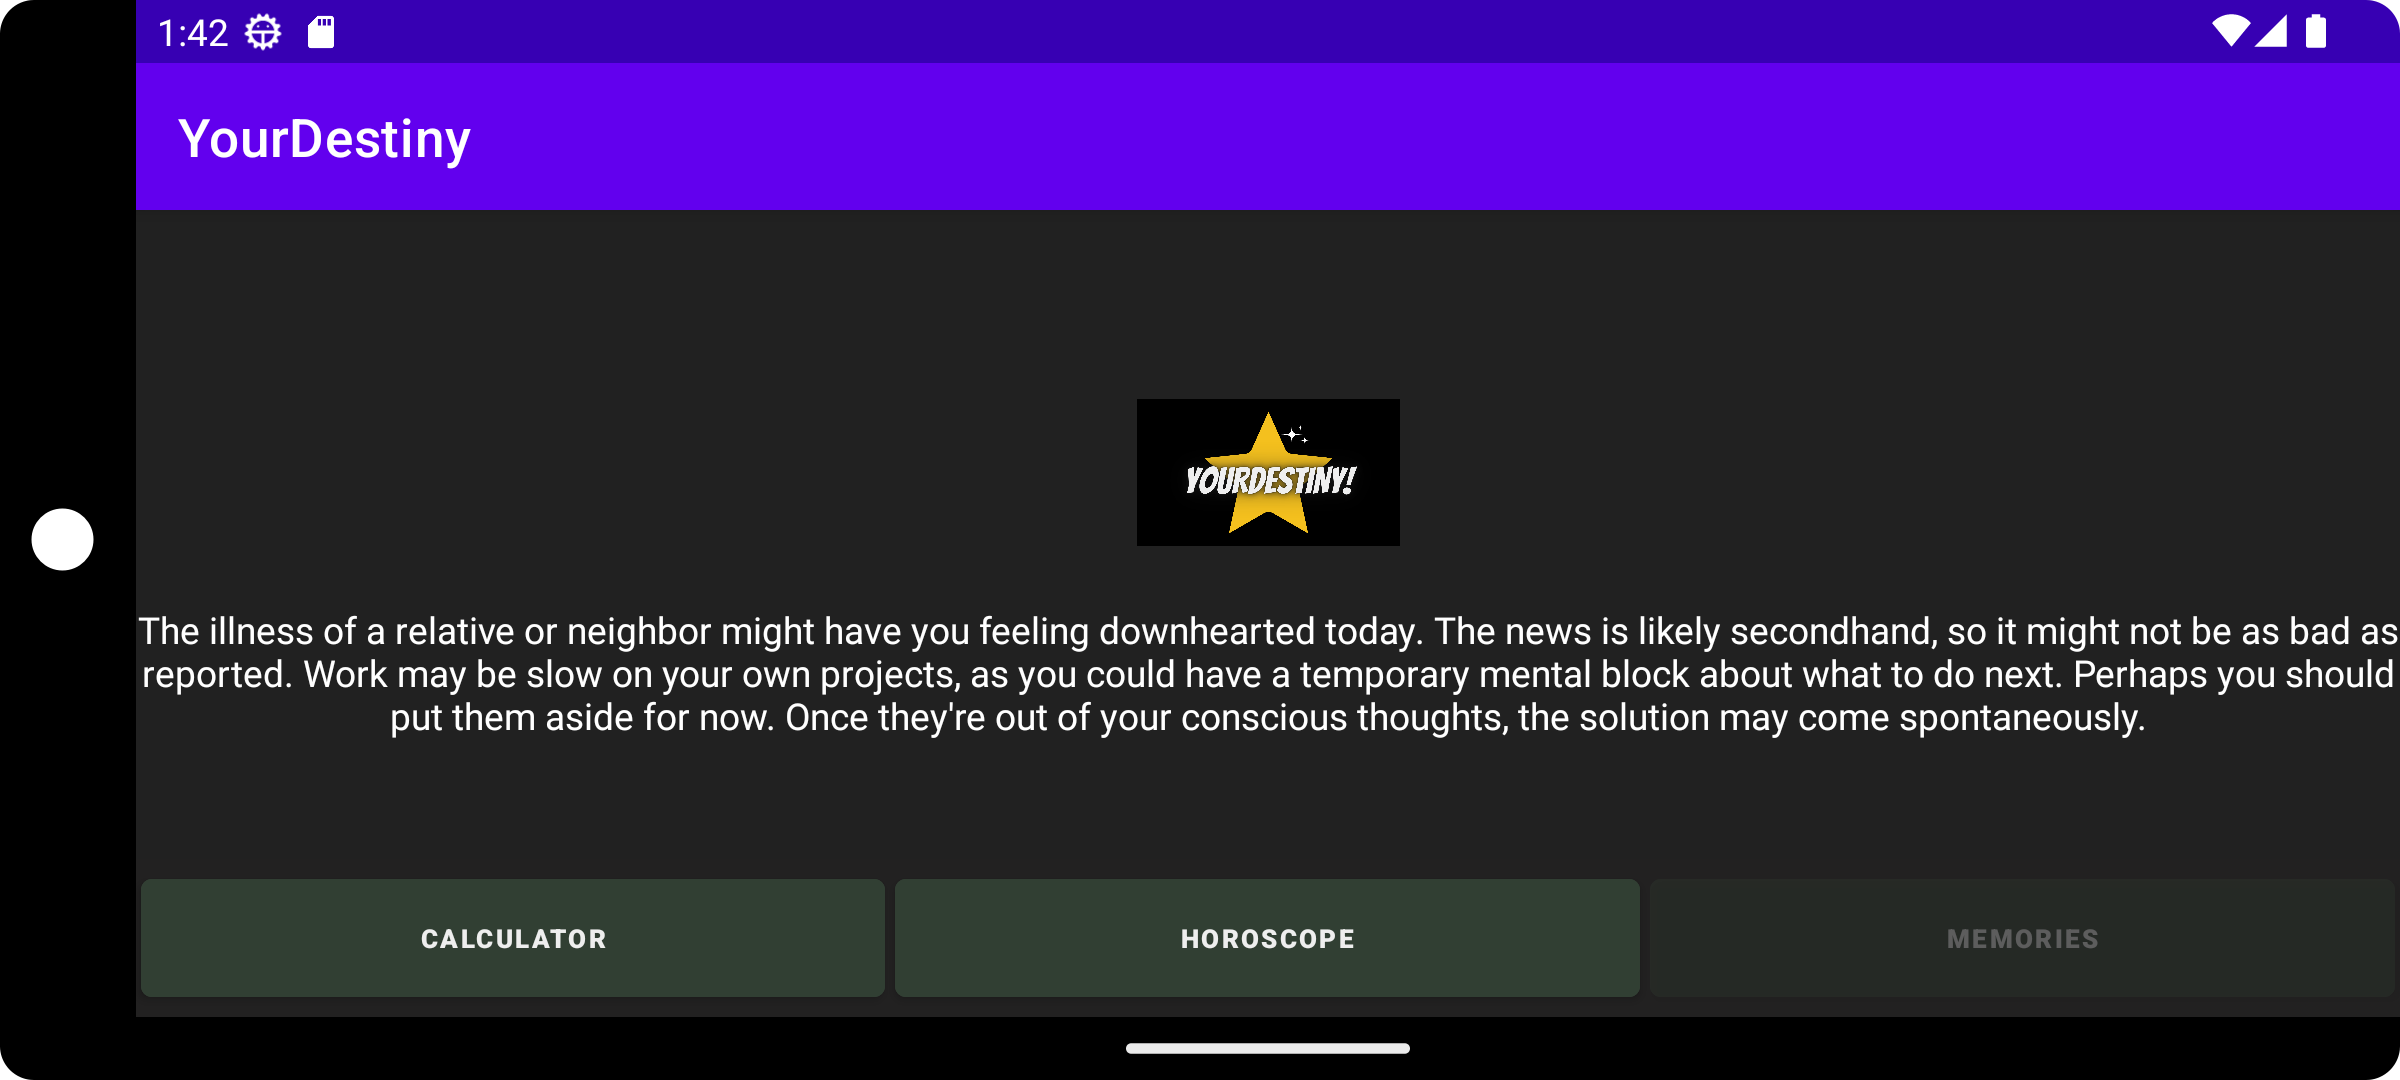 1:42
YourDestiny
YOURDESTINY!
The illness of a relative or neighbor might have you feeling downhearted today. The news is likely secondhand, so it might not be as bad as
reported. Work may be slow on your own projects, as you could have a temporary mental block about what to do next. Perhaps you should
put them aside for now. Once they're out of your conscious thoughts, the solution may come spontaneously.
CALCULATOR
HOROSCOPE
MEMORIES